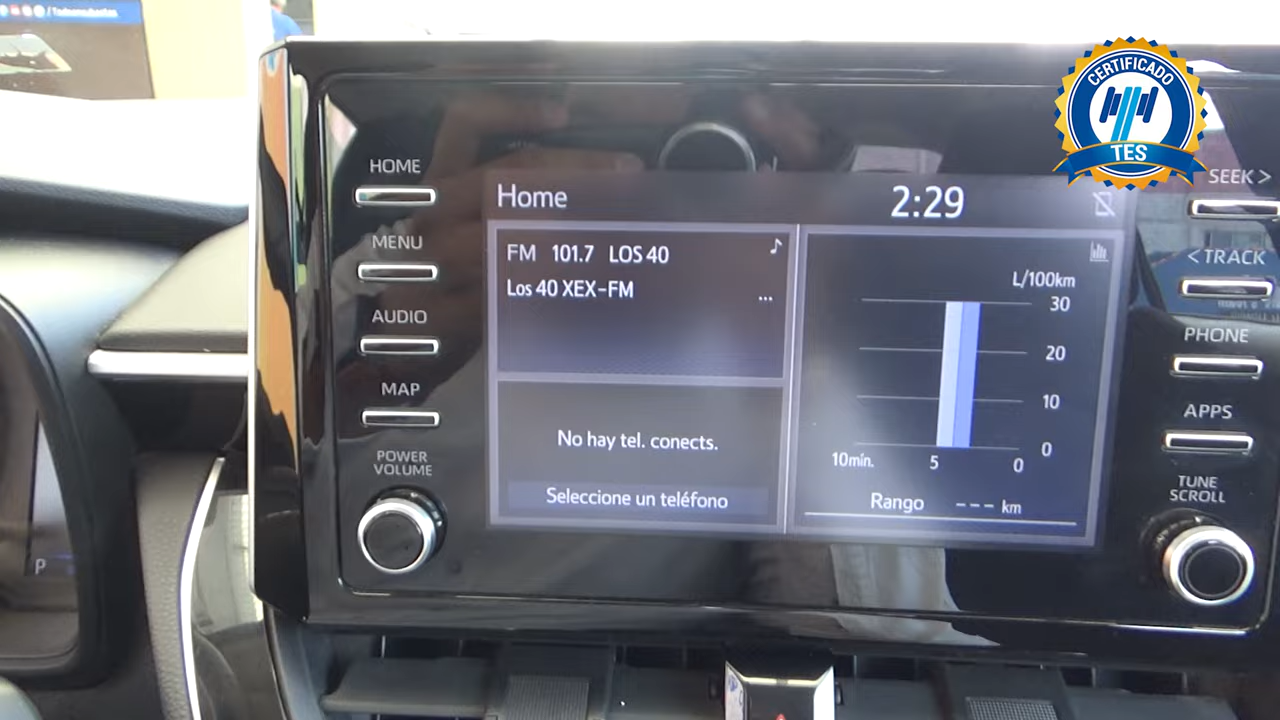 CERTIFICADO
TES
HOME
MENU
AUDIO
MAP
POWER
VOLUME
P
Home
2:29
FM 101.7 LOS 40
Los 40 XEX-FM
...
No hay tel. conects.
Seleccione un teléfono
L/100km
30
20
10
0
10min. 5 0
Rango --- km
SEEK >
< TRACK
PHONE
APPS
TUNE
SCROLL